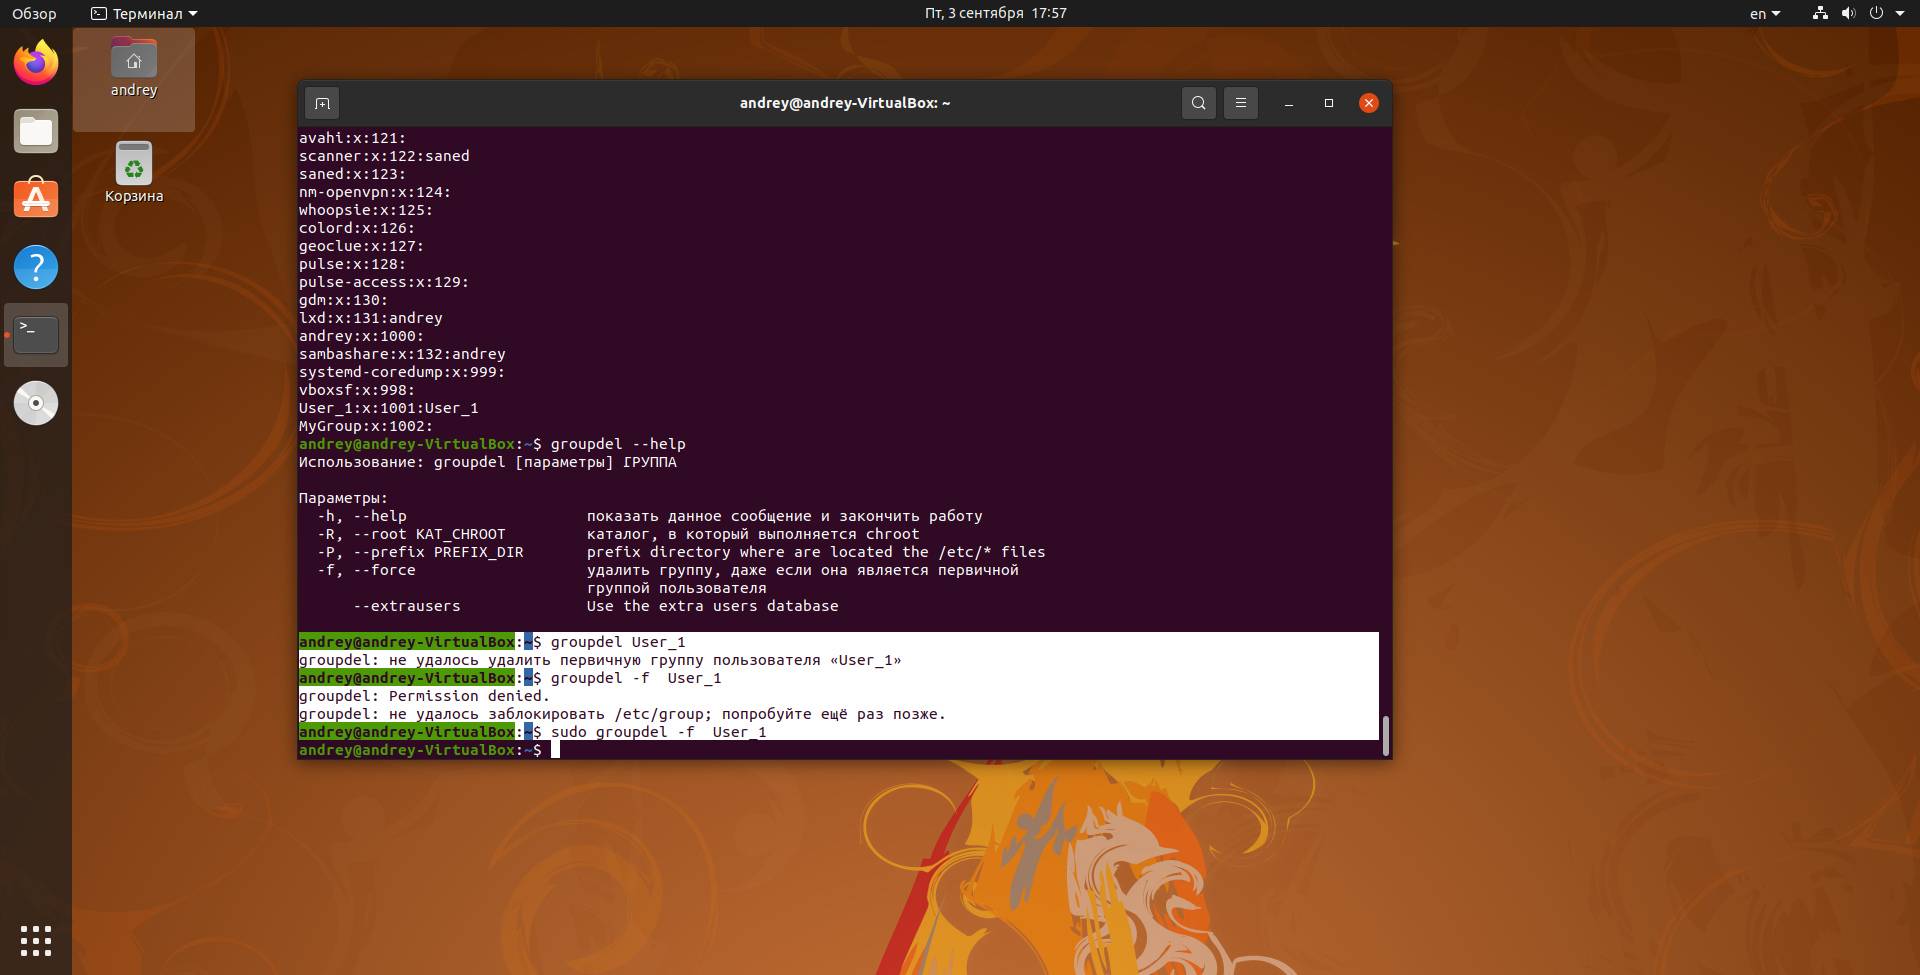 Обзор
Терминал
Пт, 3 сентября 17:57
en
andrey
Корзина
andrey@andrey-VirtualBox: ~
avahi:x:121:
scanner:x:122:saned
saned:x:123:
nm-openvpn:x:124:
whoopsie:x:125:
colord:x:126:
geoclue:x:127:
pulse:x:128:
pulse-access:x:129:
gdm:x:130:
lxd:x:131:andrey
andrey:x:1000:
sambashare:x:132:andrey
systemd-coredump:x:999:
vboxsf:x:998:
User_1:x:1001:User_1
MyGroup:x:1002:
andrey@andrey-VirtualBox:~$ groupdel --help
Использование: groupdel [параметры] ГРУППА
Параметры:
-h, --help показать данное сообщение и закончить работу
-R, --root KAT_CHROOT каталог, в который выполняется chroot
-P, --prefix PREFIX_DIR prefix directory where are located the /etc/* files
-f, --force удалить группу, даже если она является первичной
группой пользователя
--extrausers Use the extra users database
andrey@andrey-VirtualBox:~$ groupdel User_1
groupdel: не удалось удалить первичную группу пользователя «User_1»
andrey@andrey-VirtualBox:~$ groupdel -f  User_1
groupdel: Permission denied.
groupdel: не удалось заблокировать /etc/group; попробуйте ещё раз позже.
andrey@andrey-VirtualBox:~$ sudo groupdel -f  User_1
andrey@andrey-VirtualBox:~$